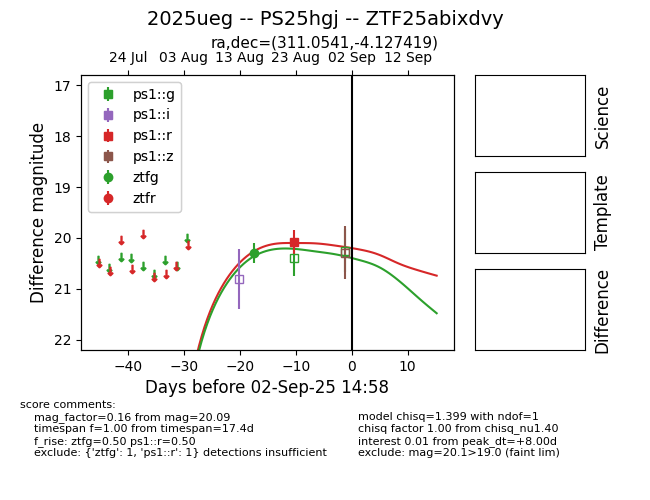 2025ueg -- PS25hgj -- ZTF25abixdvy
ra,dec=(311.0541,-4.127419)
24 Jul 03 Aug 13 Aug 23 Aug 02 Sep 12 Sep
17
18
19
20
21
22
Difference magnitude
ps1::g
ps1::i
ps1::r
ps1::z
ztfg
ztfr
−40 −30 −20 −10 0 10
Days before 02-Sep-25 14:58
Science
Template
Difference
score comments:
mag_factor=0.16 from mag=20.09
timespan f=1.00 from timespan=17.4d
f_rise: ztfg=0.50 ps1::r=0.50
exclude: {'ztfg': 1, 'ps1::r': 1} detections insufficient
model chisq=1.399 with ndof=1
chisq factor 1.00 from chisq_nu1.40
interest 0.01 from peak_dt=+8.00d
exclude: mag=20.1>19.0 (faint lim)